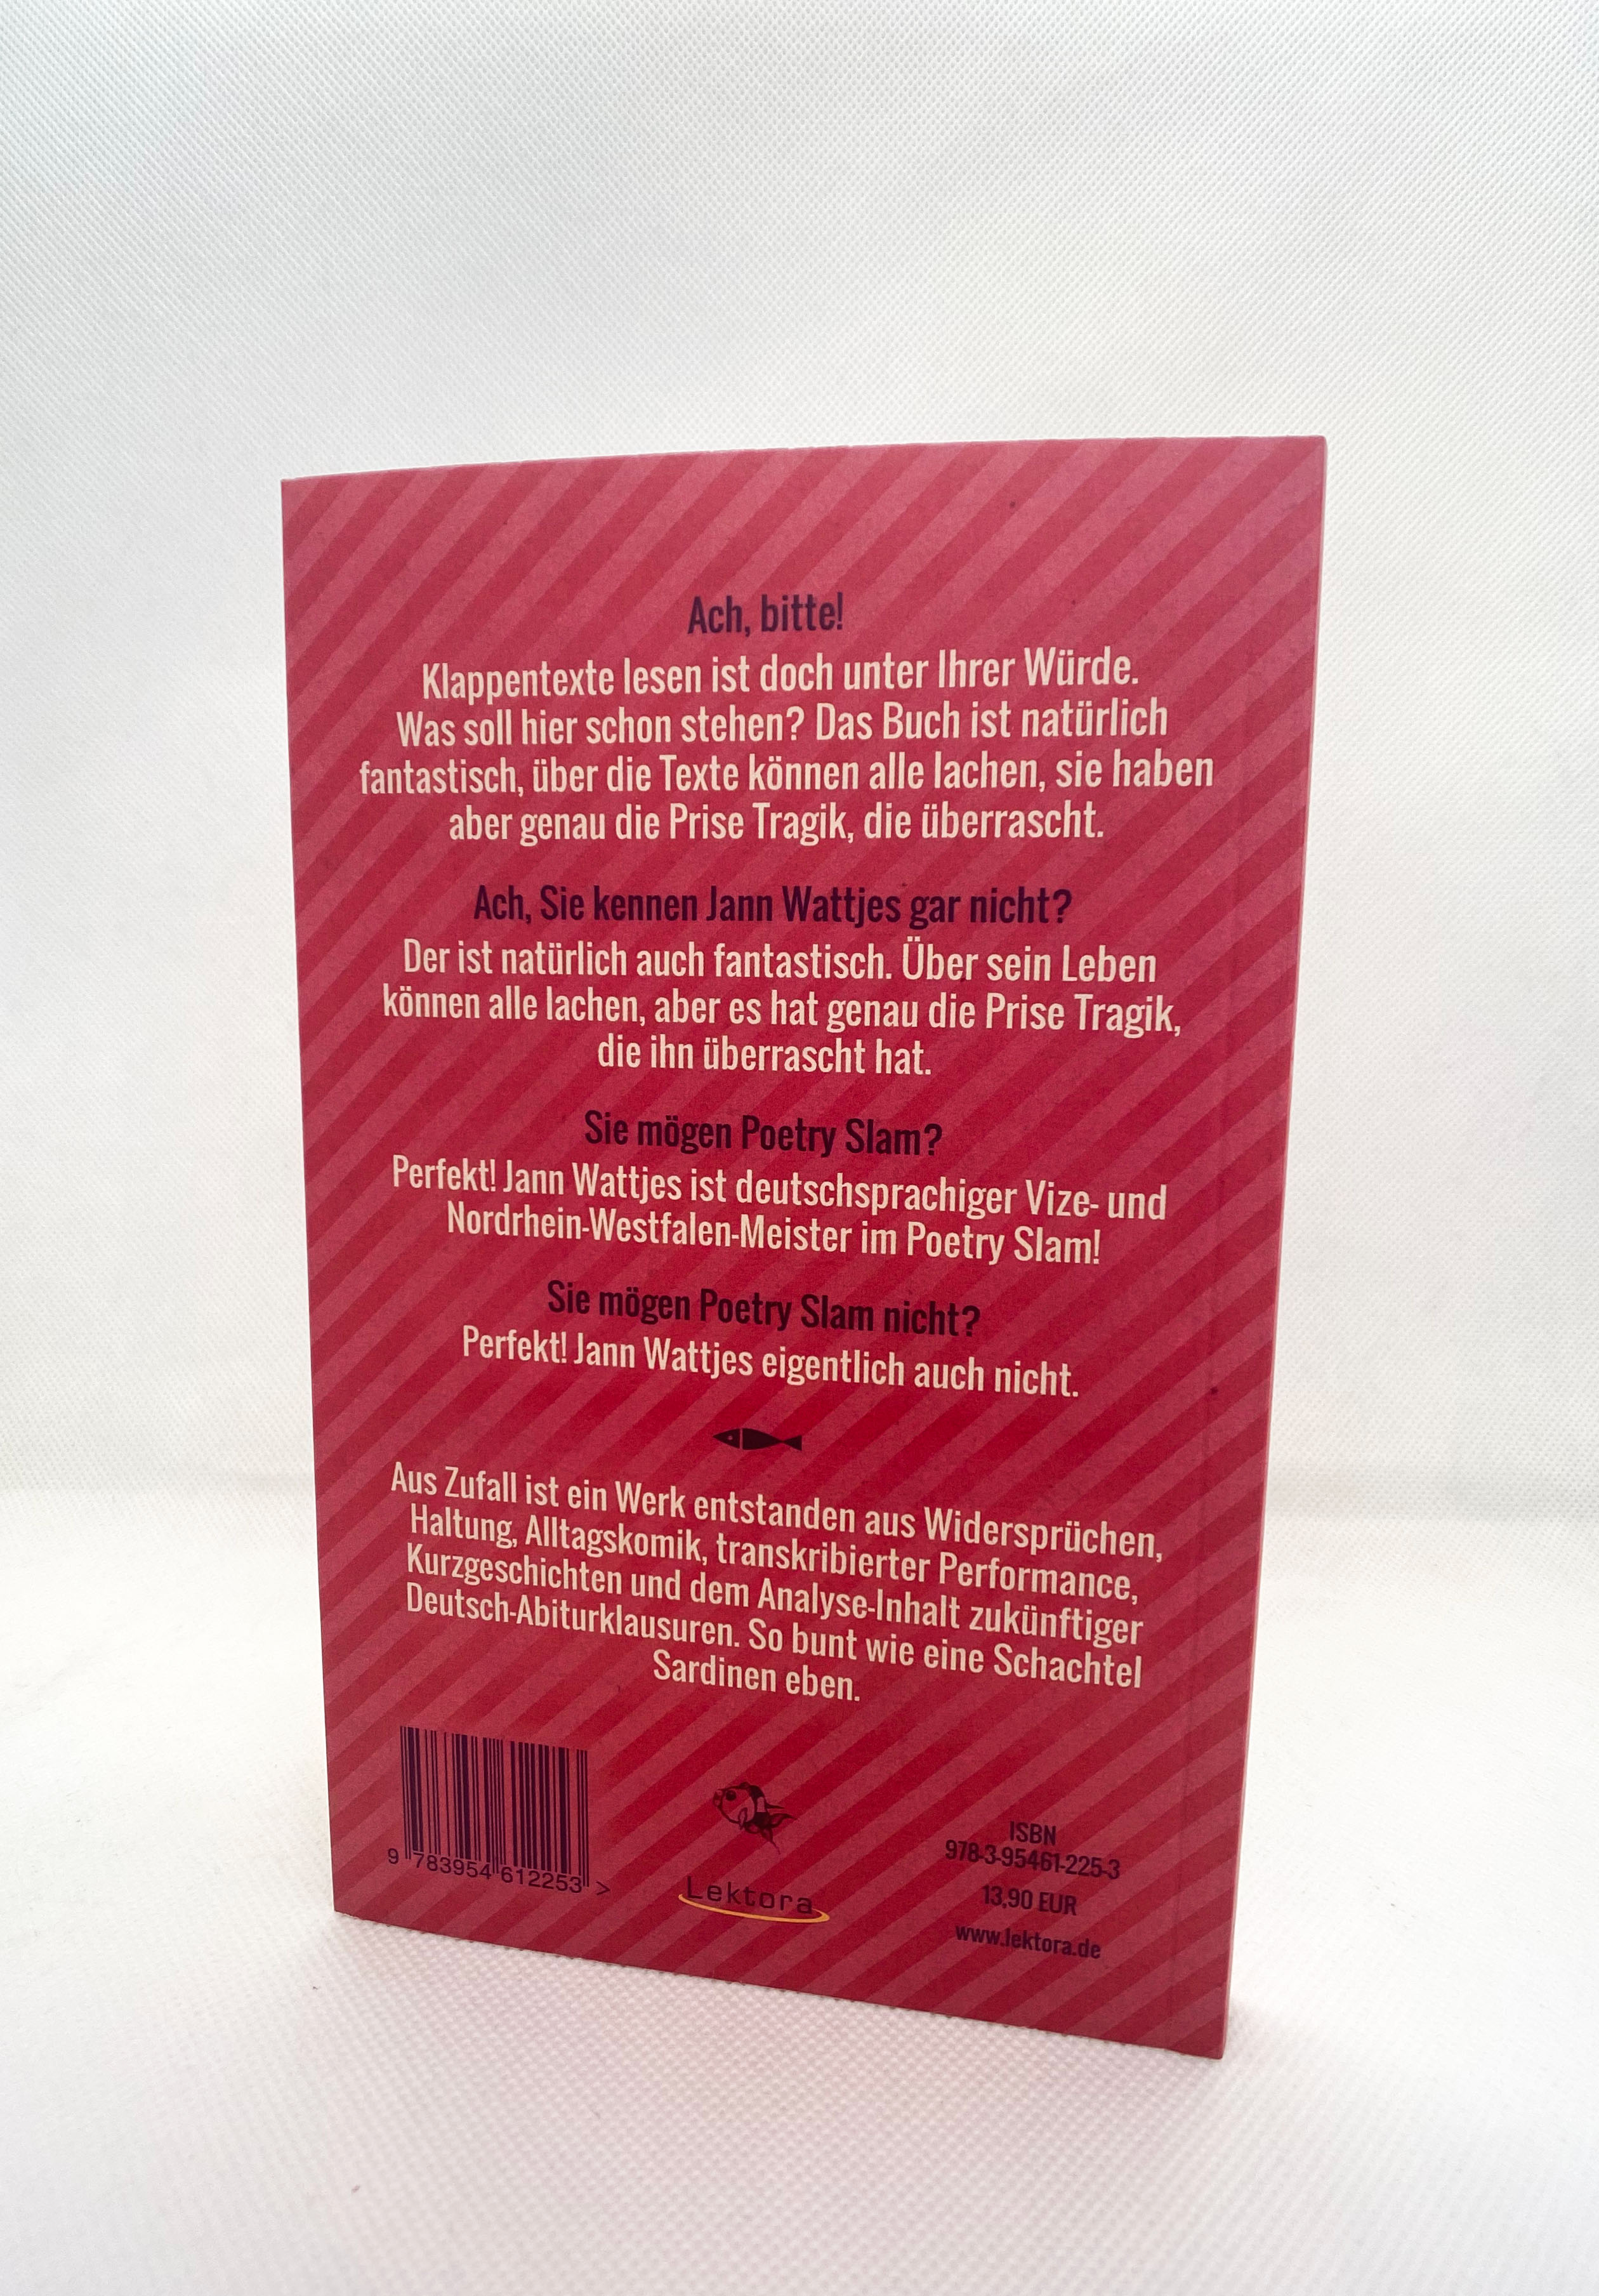 Ach, bitte!
Klappentexte lesen ist doch unter Ihrer Würde.
Was soll hier schon stehen? Das Buch ist natürlich
fantastisch, über die Texte können alle lachen, sie haben
aber genau die Prise Tragik, die überrascht.
Ach, Sie kennen Jann Wattjes gar nicht?
Der ist natürlich auch fantastisch. Über sein Leben
können alle lachen, aber es hat genau die Prise Tragik,
die ihn überrascht hat.
Sie mögen Poetry Slam?
Perfekt! Jann Wattjes ist deutschsprachiger Vize- und
Nordrhein-Westfalen-Meister im Poetry Slam!
Sie mögen Poetry Slam nicht?
Perfekt! Jann Wattjes eigentlich auch nicht.
Aus Zufall ist ein Werk entstanden aus Widersprüchen,
Haltung, Alltagskomik, transkribierter Performance,
Kurzgeschichten und dem Analyse-Inhalt zukünftiger
Deutsch-Abiturklausuren. So bunt wie eine Schachtel
Sardinen eben.
9 783954 612253 >
Lektora
ISBN
978-3-95461-225-3
13,90 EUR
www.lektora.de